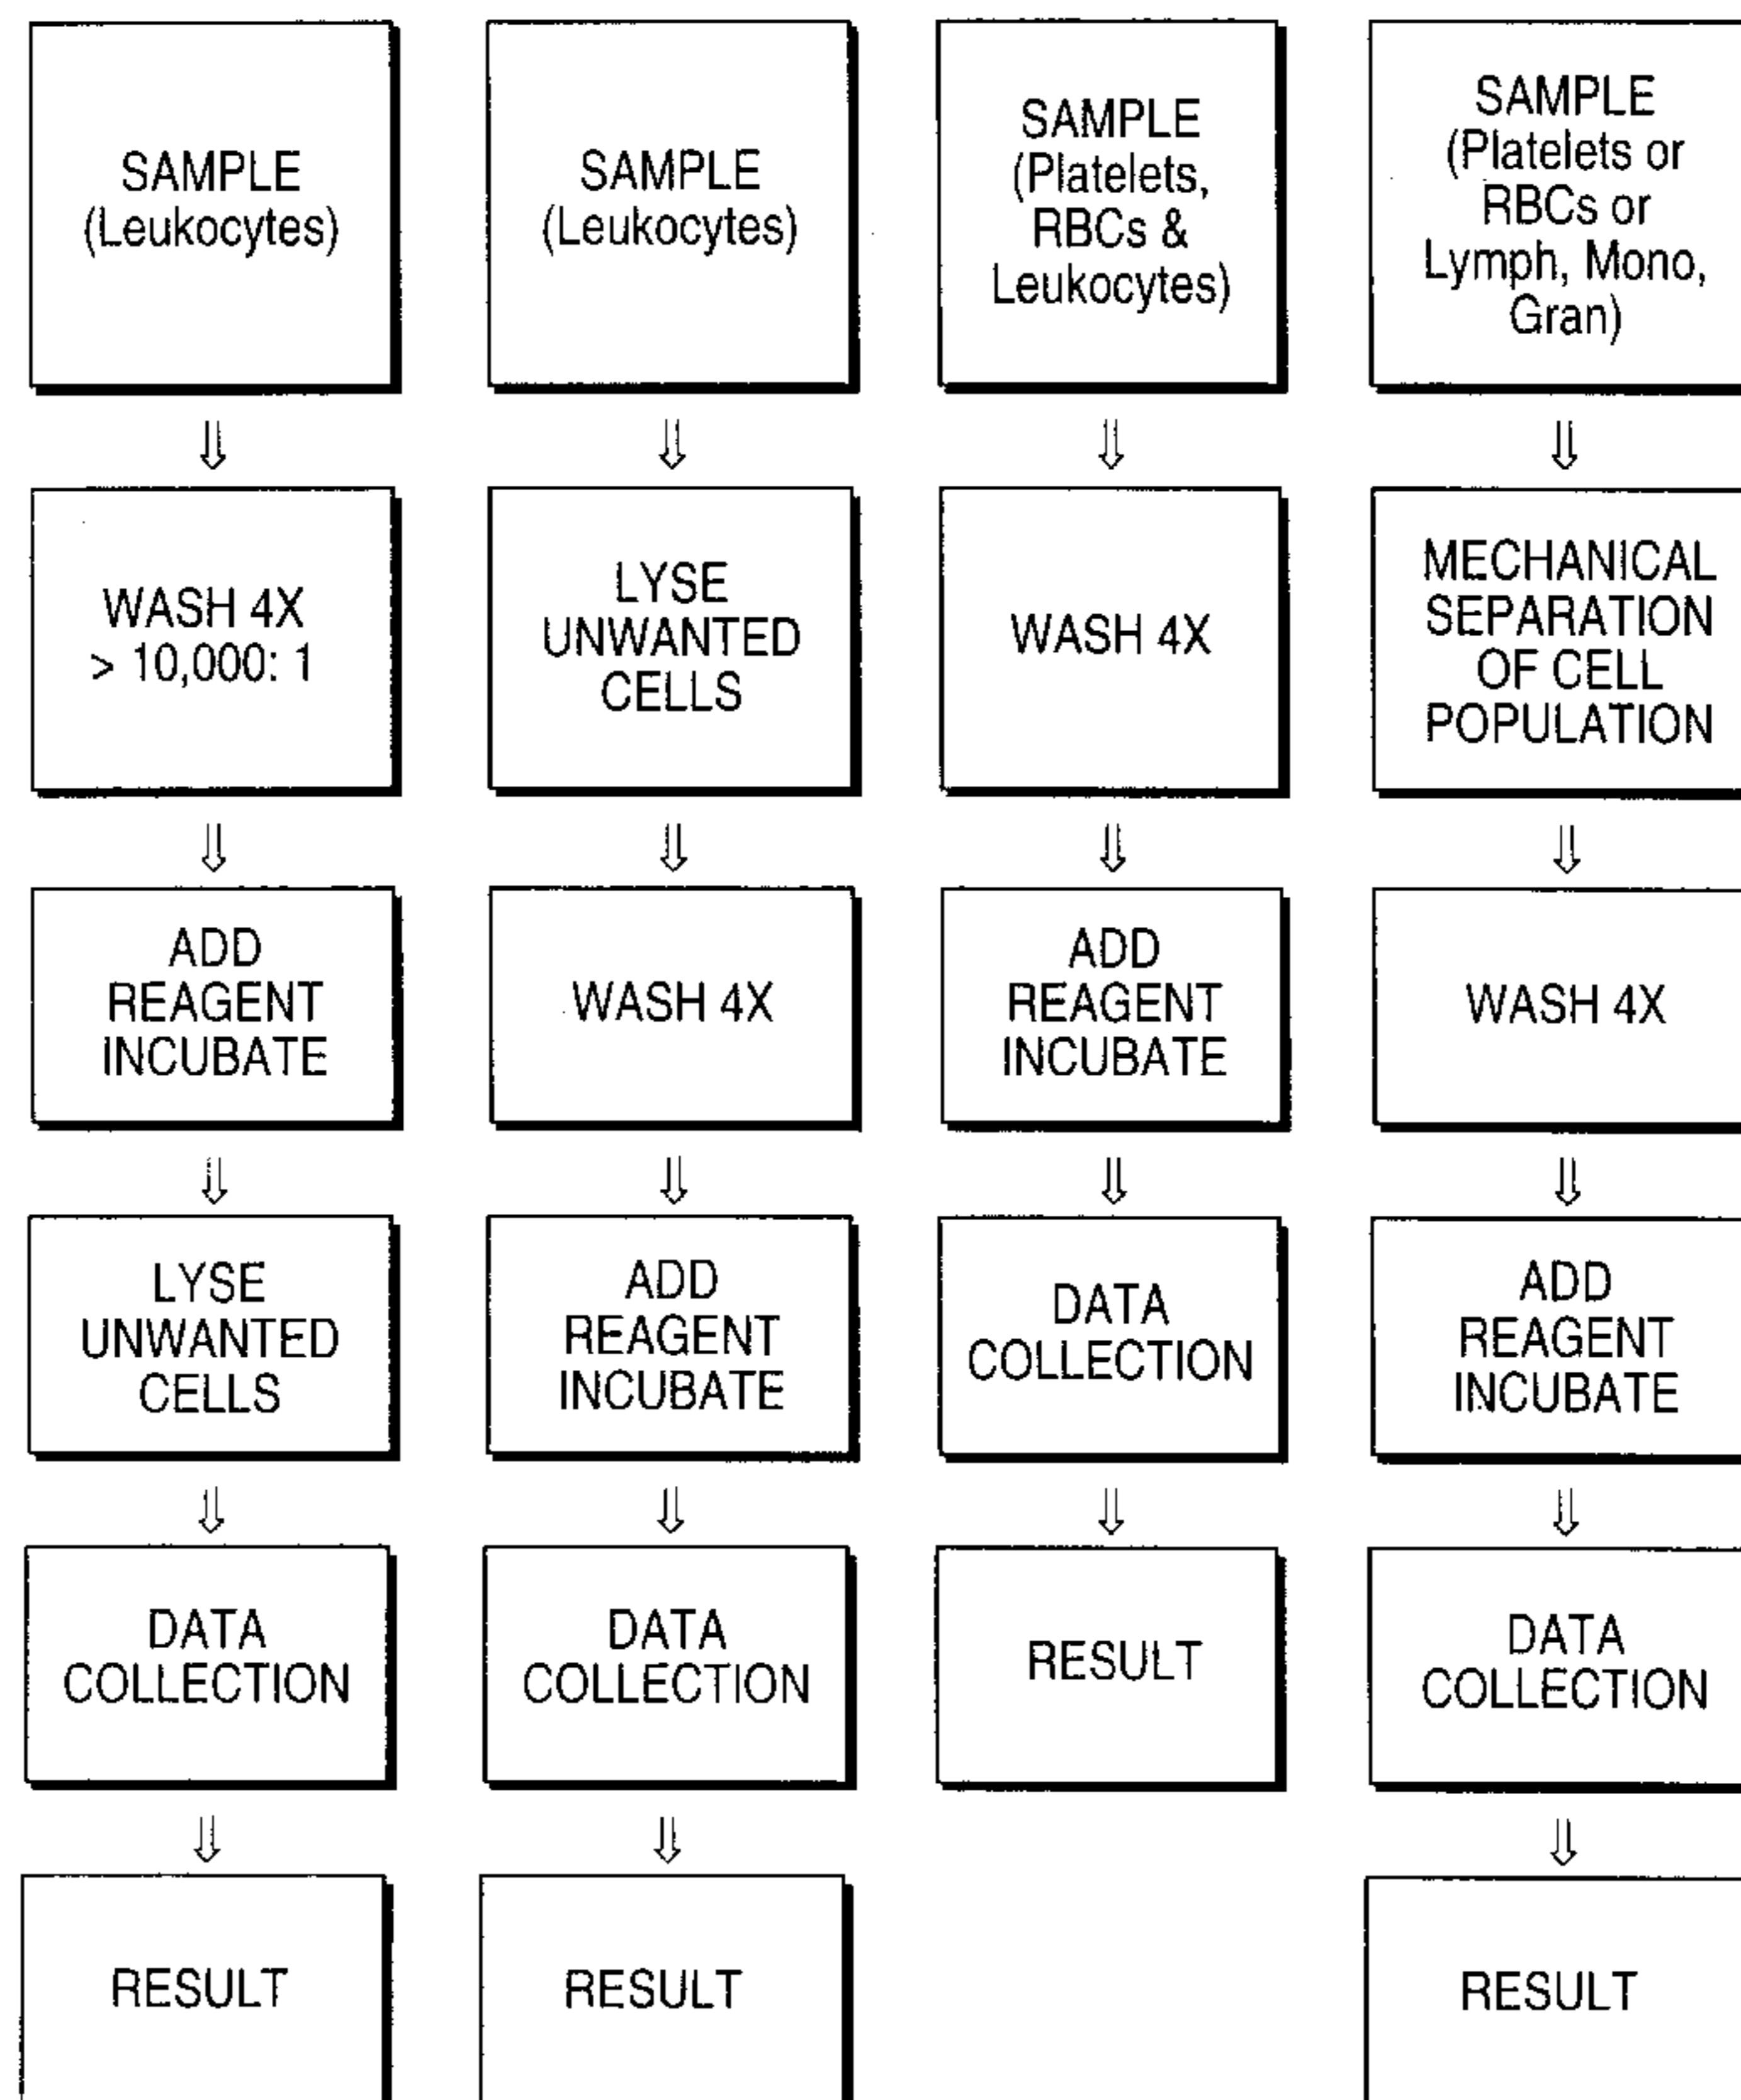 SAMPLE
(Leukocytes)
WASH 4X
> 10,000: 1
ADD
REAGENT
INCUBATE
LYSE
UNWANTED
CELLS
DATA
COLLECTION
RESULT
SAMPLE
(Leukocytes)
LYSE
UNWANTED
CELLS
WASH 4X
ADD
REAGENT
INCUBATE
DATA
COLLECTION
RESULT
SAMPLE
(Platelets,
RBCs &
Leukocytes)
WASH 4X
ADD
REAGENT
INCUBATE
DATA
COLLECTION
RESULT
SAMPLE
(Platelets or
RBCs or
Lymph, Mono,
Gran)
MECHANICAL
SEPARATION
OF CELL
POPULATION
WASH 4X
ADD
REAGENT
INCUBATE
DATA
COLLECTION
RESULT